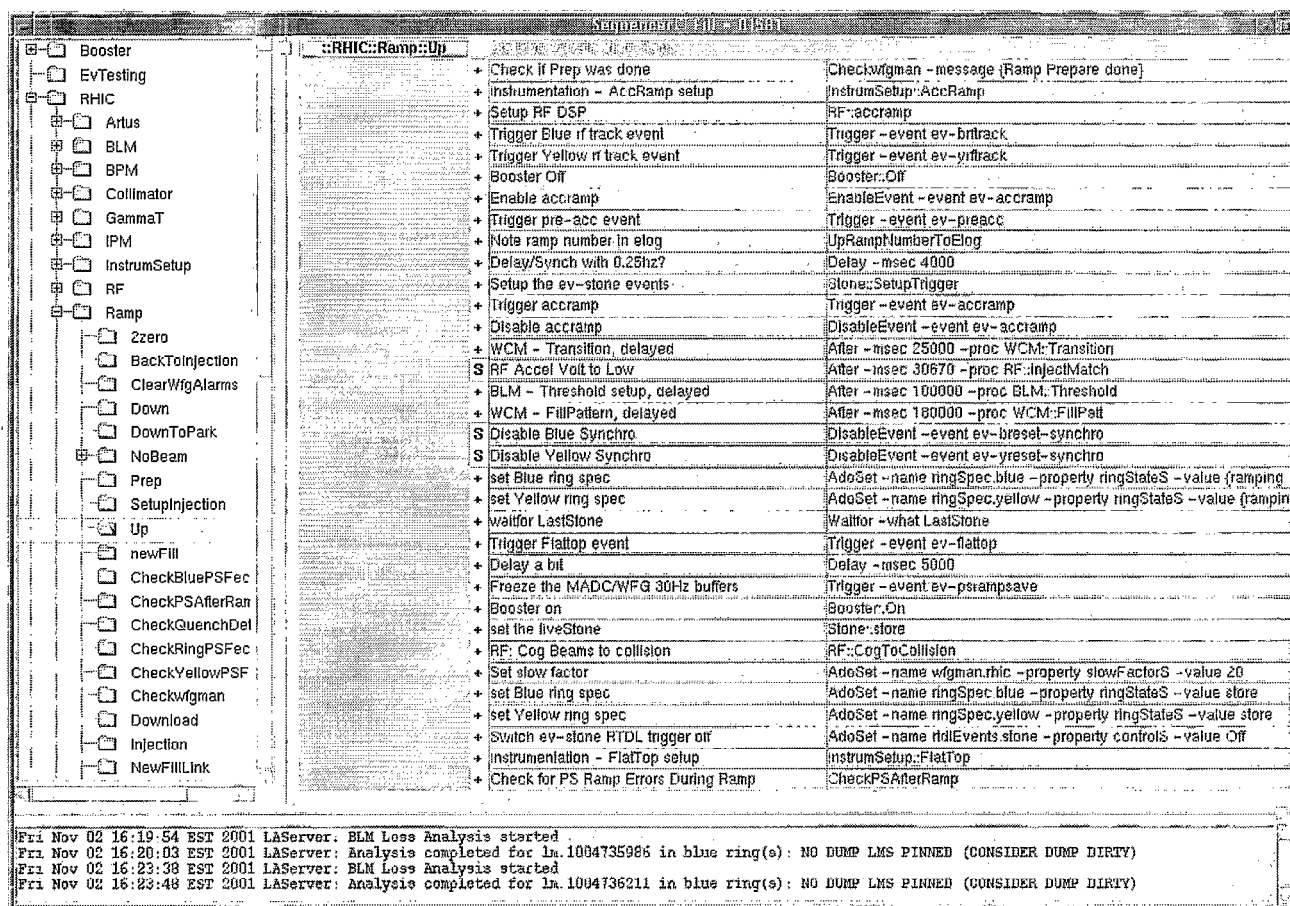 Sequencer© Fill - 01581
Booster
EvTesting
RHIC
Artus
BLM
BPM
Collimator
GammaT
IPM
InstrumSetup
RF
Ramp
2zero
BackToInjection
ClearWfgAlarms
Down
DownToPark
NoBeam
Prep
SetupInjection
Up
newFill
CheckBluePSFec
CheckPSAfterRan
CheckQuenchDet
CheckRingPSFec
CheckYellowPSF
Checkwfgman
Download
Injection
NewFillLink
::RHIC::Ramp::Up
+ Check if Prep was done Checkwfgman -message {Ramp Prepare done}
+ Instrumentation - AccRamp setup InstrumSetup::AccRamp
+ Setup RF DSP RF::accramp
+ Trigger Blue rf track event Trigger -event ev-brftrack
+ Trigger Yellow rf track event Trigger -event ev-yrftrack
+ Booster Off Booster::Off
+ Enable accramp EnableEvent -event ev-accramp
+ Trigger pre-acc event Trigger -event ev-preacc
+ Note ramp number in elog UpRampNumberToElog
+ Delay/Synch with 0.25hz? Delay -msec 4000
+ Setup the ev-stone events Stone::SetupTrigger
+ Trigger accramp Trigger -event ev-accramp
+ Disable accramp DisableEvent -event ev-accramp
+ WCM - Transition, delayed After -msec 25000 -proc WCM::Transition
S RF Accel Volt to Low After -msec 30670 -proc RF::InjectMatch
+ BLM - Threshold setup, delayed After -msec 100000 -proc BLM::Threshold
+ WCM - FillPattern, delayed After -msec 180000 -proc WCM::FillPatt
S Disable Blue Synchro DisableEvent -event ev-breset-synchro
S Disable Yellow Synchro DisableEvent -event ev-yreset-synchro
+ set Blue ring spec AdoSet -name ringSpec.blue -property ringStateS -value {ramping
+ set Yellow ring spec AdoSet -name ringSpec.yellow -property ringStateS -value {rampin
+ waitfor LastStone Waitfor -what LastStone
+ Trigger Flattop event Trigger -event ev-flattop
+ Delay a bit Delay -msec 5000
+ Freeze the MADC/WFG 30Hz buffers Trigger -event ev-psrampsave
+ Booster on Booster::On
+ set the liveStone Stone::store
+ RF: Cog Beams to collision RF::CogToCollision
+ Set slow factor AdoSet -name wfgman.rhic -property slowFactorS -value 20
+ set Blue ring spec AdoSet -name ringSpec.blue -property ringStateS -value store
+ set Yellow ring spec AdoSet -name ringSpec.yellow -property ringStateS -value store
+ Switch ev-stone RTDL trigger off AdoSet -name rtdlEvents.stone -property controlS -value Off
+ Instrumentation - FlatTop setup InstrumSetup::FlatTop
+ Check for PS Ramp Errors During Ramp CheckPSAfterRamp
Fri Nov 02 16:19:54 EST 2001 LAServer: BLM Loss Analysis started
Fri Nov 02 16:20:03 EST 2001 LAServer: Analysis completed for lm.1004735986 in blue ring(s): NO DUMP LMS PINNED (CONSIDER DUMP DIRTY)
Fri Nov 02 16:23:38 EST 2001 LAServer: BLM Loss Analysis started
Fri Nov 02 16:23:48 EST 2001 LAServer: Analysis completed for lm.1004736211 in blue ring(s): NO DUMP LMS PINNED (CONSIDER DUMP DIRTY)